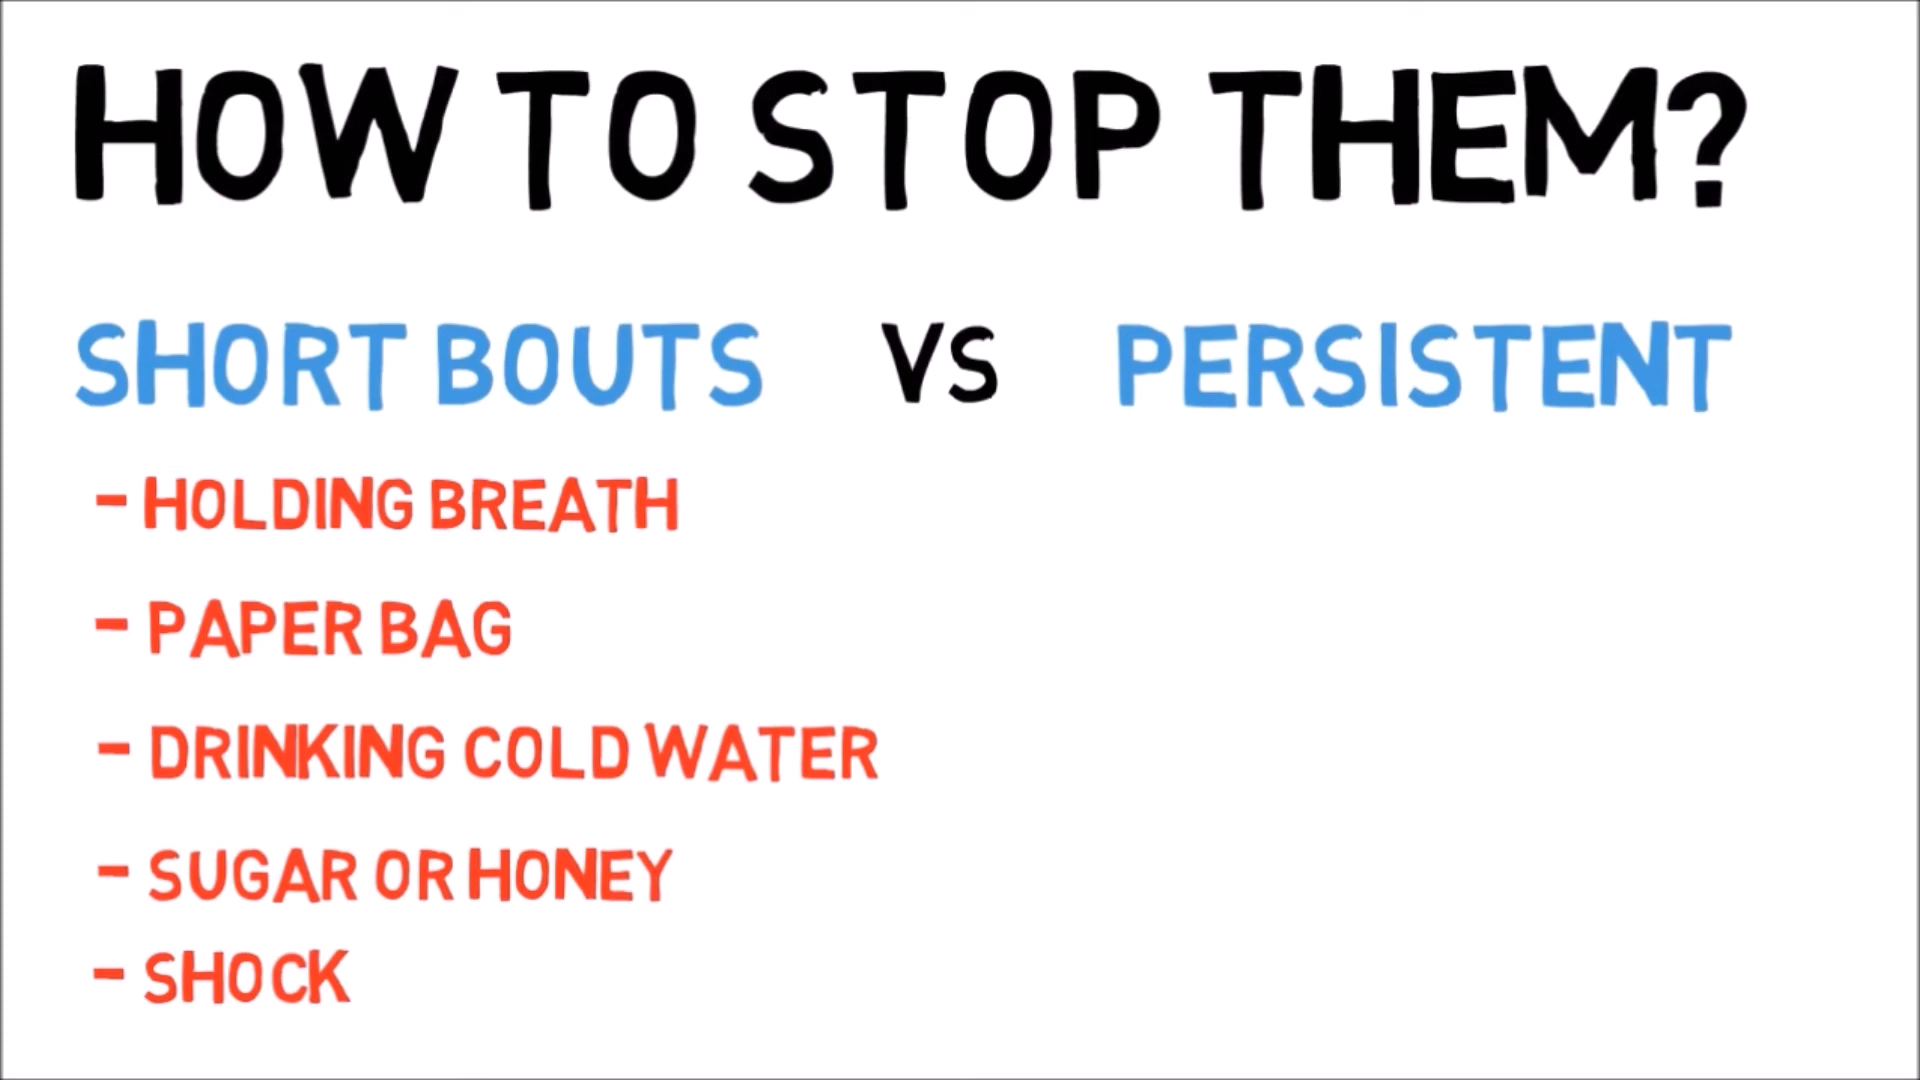 HOW TO STOP THEM?
SHORT BOUTS VS PERSISTENT
- HOLDING BREATH
- PAPER BAG
- DRINKING COLD WATER
- SUGAR OR HONEY
- SHOCK